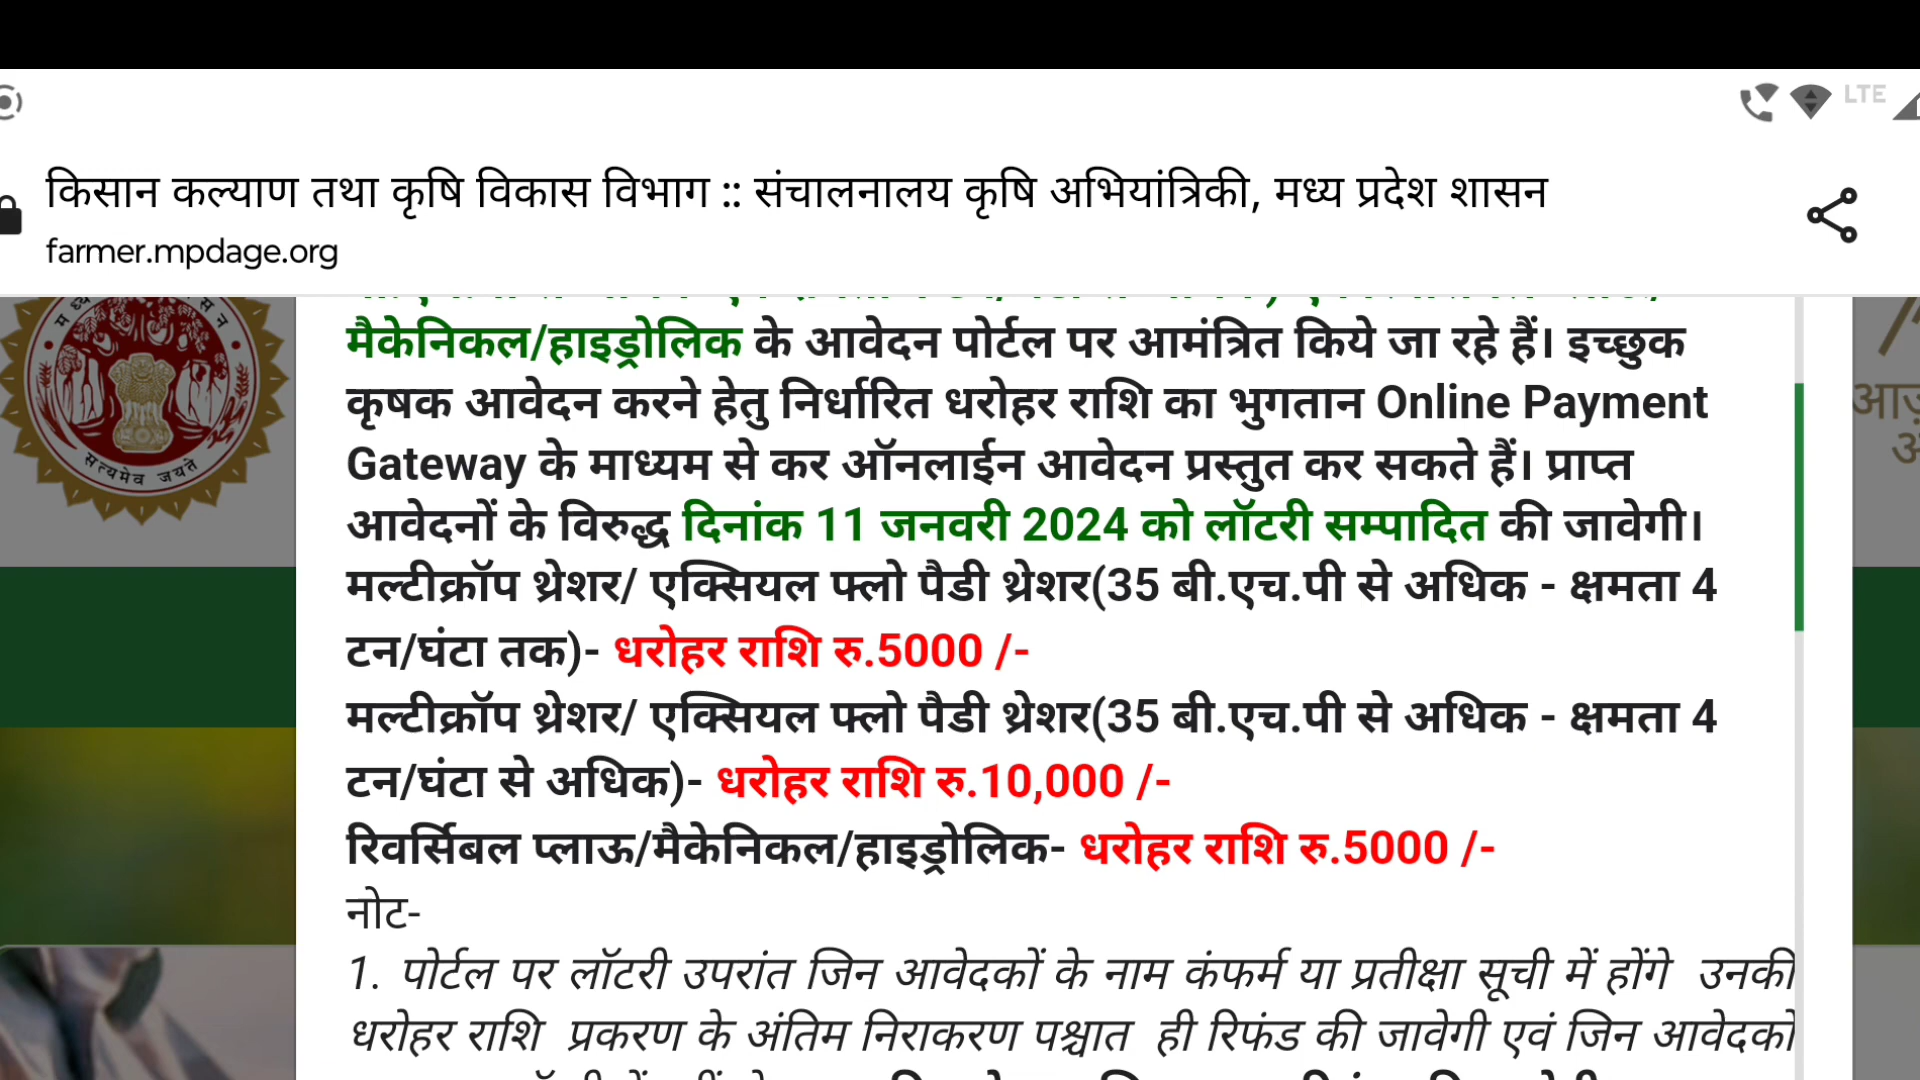 LTE
किसान कल्याण तथा कृषि विकास विभाग :: संचालनालय कृषि अभियांत्रिकी, मध्य प्रदेश शासन
farmer.mpdage.org
मैकेनिकल/हाइड्रोलिक के आवेदन पोर्टल पर आमंत्रित किये जा रहे हैं। इच्छुक
कृषक आवेदन करने हेतु निर्धारित धरोहर राशि का भुगतान Online Payment
Gateway के माध्यम से कर ऑनलाईन आवेदन प्रस्तुत कर सकते हैं। प्राप्त
आवेदनों के विरुद्ध दिनांक 11 जनवरी 2024 को लॉटरी सम्पादित की जावेगी।
मल्टीक्रॉप थ्रेशर/ एक्सियल फ्लो पैडी थ्रेशर(35 बी.एच.पी से अधिक - क्षमता 4
टन/घंटा तक)- धरोहर राशि रु.5000 /-
मल्टीक्रॉप थ्रेशर/ एक्सियल फ्लो पैडी थ्रेशर(35 बी.एच.पी से अधिक - क्षमता 4
टन/घंटा से अधिक)- धरोहर राशि रु.10,000 /-
रिवर्सिबल प्लाऊ/मैकेनिकल/हाइड्रोलिक- धरोहर राशि रु.5000 /-
नोट-
1. पोर्टल पर लॉटरी उपरांत जिन आवेदकों के नाम कंफर्म या प्रतीक्षा सूची में होंगे उनकी
धरोहर राशि प्रकरण के अंतिम निराकरण पश्चात ही रिफंड की जावेगी एवं जिन आवेदको
सत्यमेव जयते